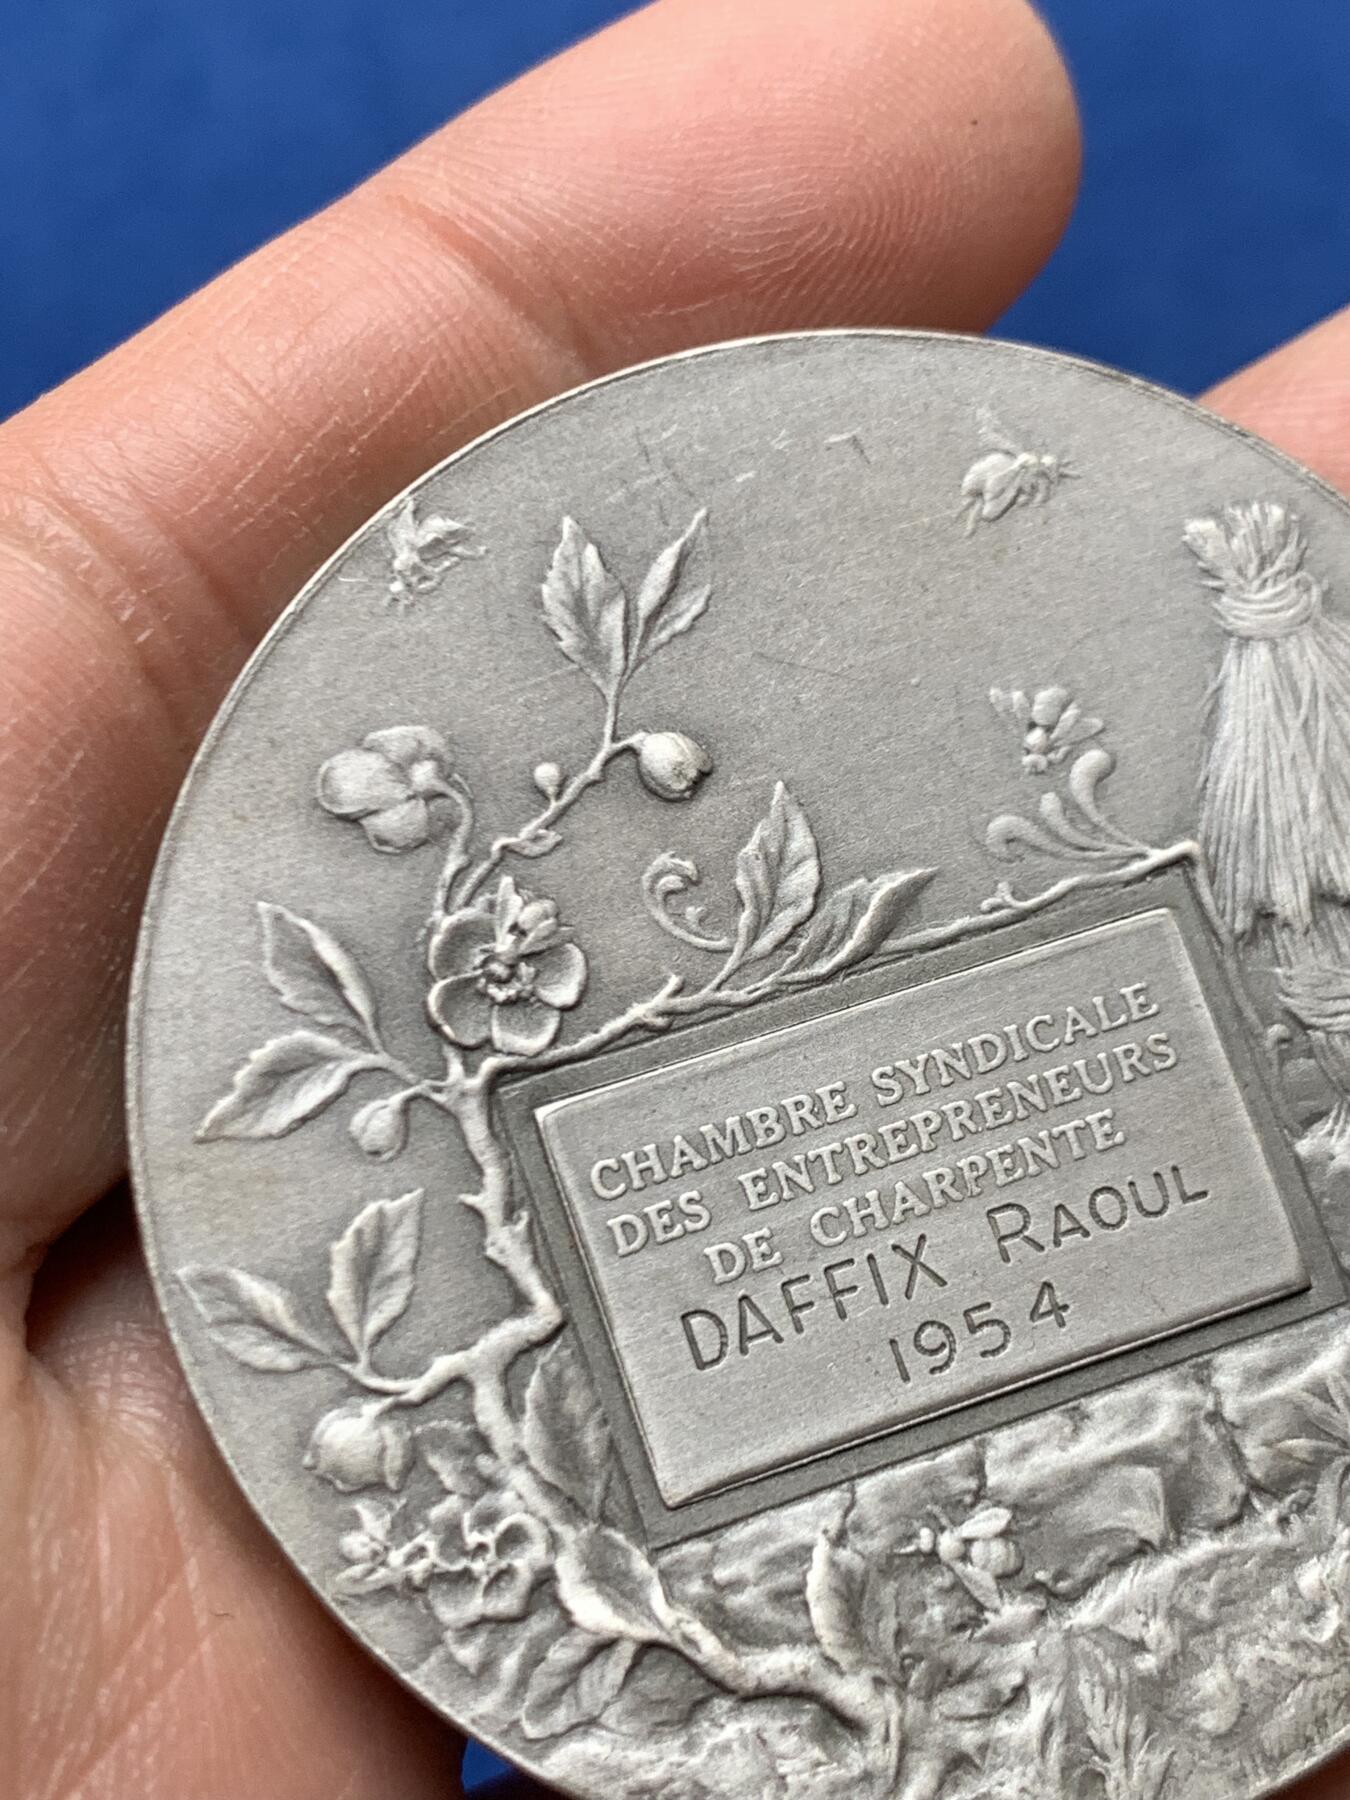 CHAMBRE SYNDICALE
DES ENTREPRENEURS
DE CHARPENTE
DAFFIX RAOUL
1954